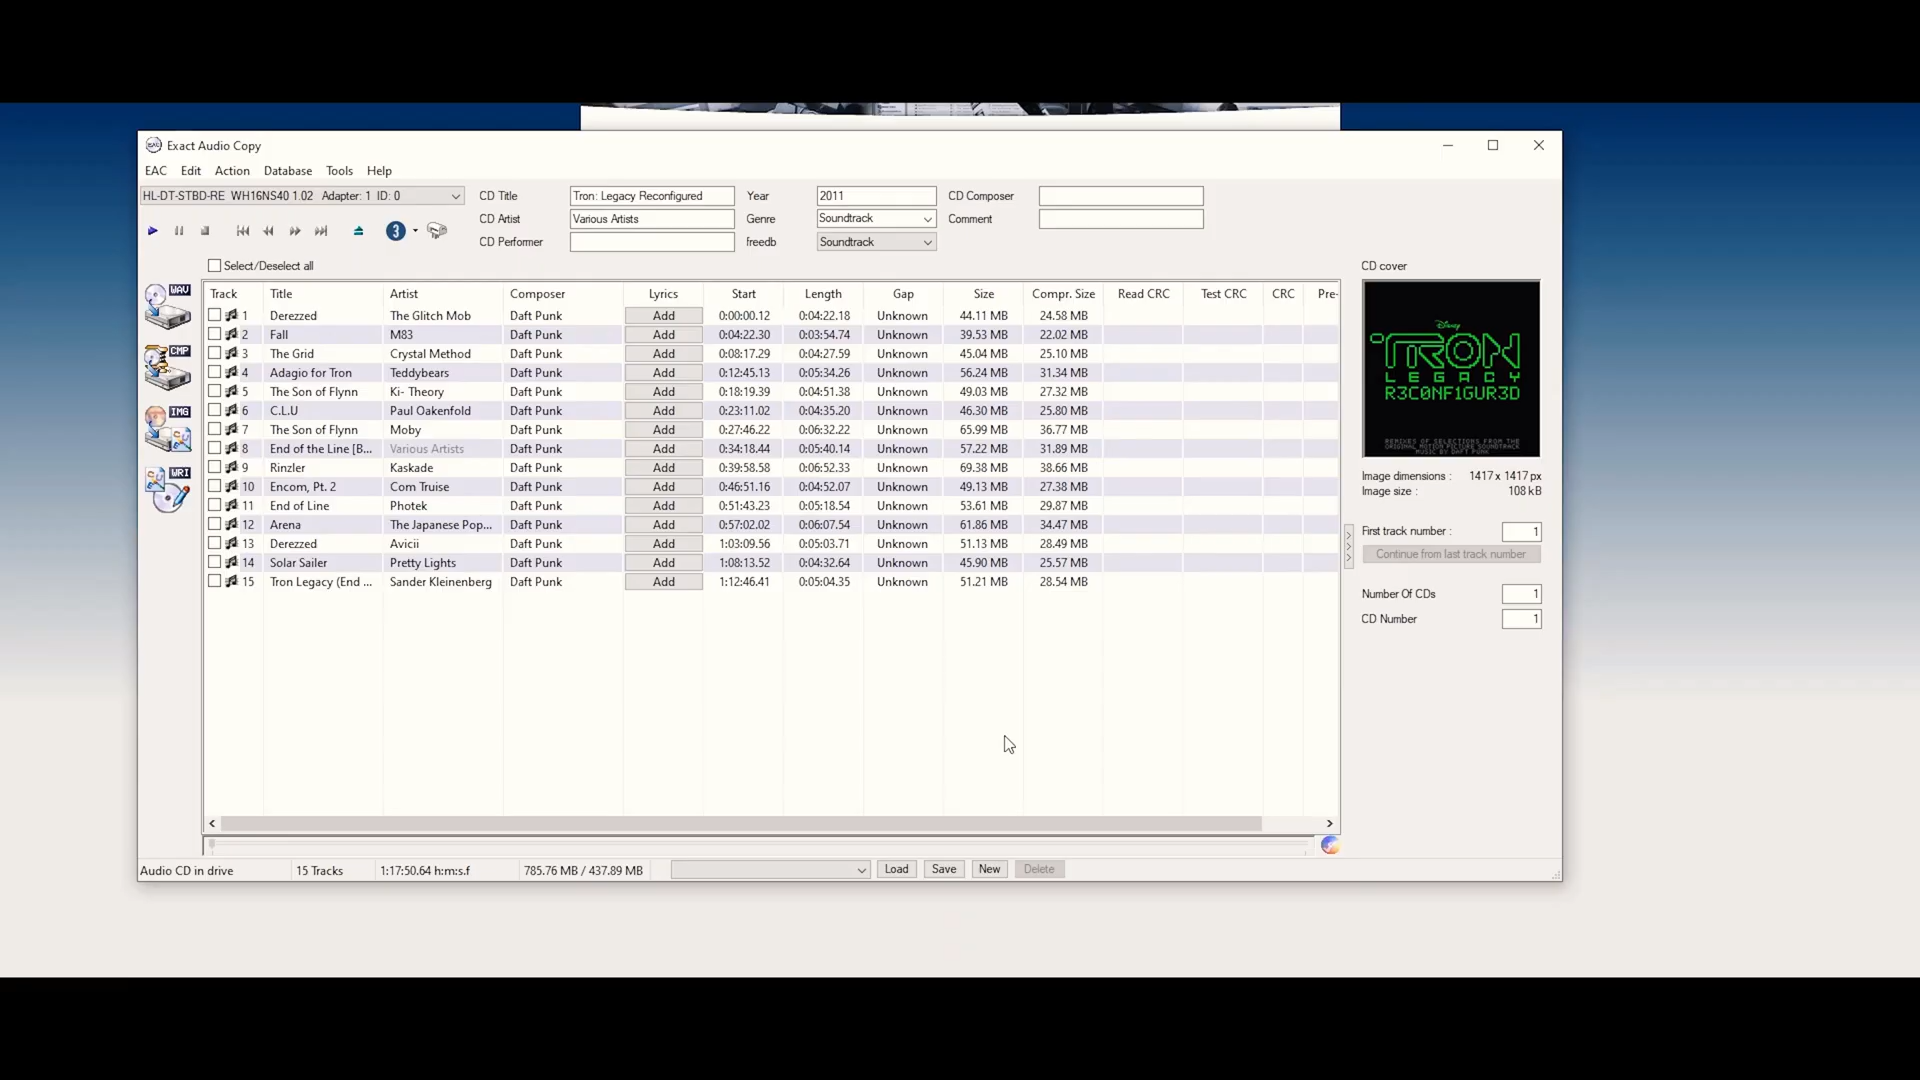 Exact Audio Copy
EAC Edit Action Database Tools Help
HL-DT-STBD-RE WH16NS40 1.02 Adapter: 1 ID: 0
CD Title Tron: Legacy Reconfigured Year 2011 CD Composer
CD Artist Various Artists Genre Soundtrack Comment
CD Performer freedb Soundtrack
3
Select/Deselect all
CD cover
WAV
CMP
IMG
WRI
Track Title Artist Composer Lyrics Start Length Gap Size Compr. Size Read CRC Test CRC CRC Pre-
1 Derezzed The Glitch Mob Daft Punk Add 0:00:00.12 0:04:22.18 Unknown 44.11 MB 24.58 MB
2 Fall M83 Daft Punk Add 0:04:22.30 0:03:54.74 Unknown 39.53 MB 22.02 MB
3 The Grid Crystal Method Daft Punk Add 0:08:17.29 0:04:27.59 Unknown 45.04 MB 25.10 MB
4 Adagio for Tron Teddybears Daft Punk Add 0:12:45.13 0:05:34.26 Unknown 56.24 MB 31.34 MB
5 The Son of Flynn Ki- Theory Daft Punk Add 0:18:19.39 0:04:51.38 Unknown 49.03 MB 27.32 MB
6 C.L.U Paul Oakenfold Daft Punk Add 0:23:11.02 0:04:35.20 Unknown 46.30 MB 25.80 MB
7 The Son of Flynn Moby Daft Punk Add 0:27:46.22 0:06:32.22 Unknown 65.99 MB 36.77 MB
8 End of the Line [B... Various Artists Daft Punk Add 0:34:18.44 0:05:40.14 Unknown 57.22 MB 31.89 MB
9 Rinzler Kaskade Daft Punk Add 0:39:58.58 0:06:52.33 Unknown 69.38 MB 38.66 MB
10 Encom, Pt. 2 Com Truise Daft Punk Add 0:46:51.16 0:04:52.07 Unknown 49.13 MB 27.38 MB
11 End of Line Photek Daft Punk Add 0:51:43.23 0:05:18.54 Unknown 53.61 MB 29.87 MB
12 Arena The Japanese Pop... Daft Punk Add 0:57:02.02 0:06:07.54 Unknown 61.86 MB 34.47 MB
13 Derezzed Avicii Daft Punk Add 1:03:09.56 0:05:03.71 Unknown 51.13 MB 28.49 MB
14 Solar Sailer Pretty Lights Daft Punk Add 1:08:13.52 0:04:32.64 Unknown 45.90 MB 25.57 MB
15 Tron Legacy (End ... Sander Kleinenberg Daft Punk Add 1:12:46.41 0:05:04.35 Unknown 51.21 MB 28.54 MB
Disney
TRON
LEGACY
R3C0NF1GUR3D
REMIXES OF SELECTIONS FROM THE
ORIGINAL MOTION PICTURE SOUNDTRACK
MUSIC BY DAFT PUNK
Image dimensions : 1417 x 1417 px
Image size : 108 kB
First track number : 1
Continue from last track number
Number Of CDs 1
CD Number 1
Audio CD in drive 15 Tracks 1:17:50.64 h:m:s.f 785.76 MB / 437.89 MB Load Save New Delete